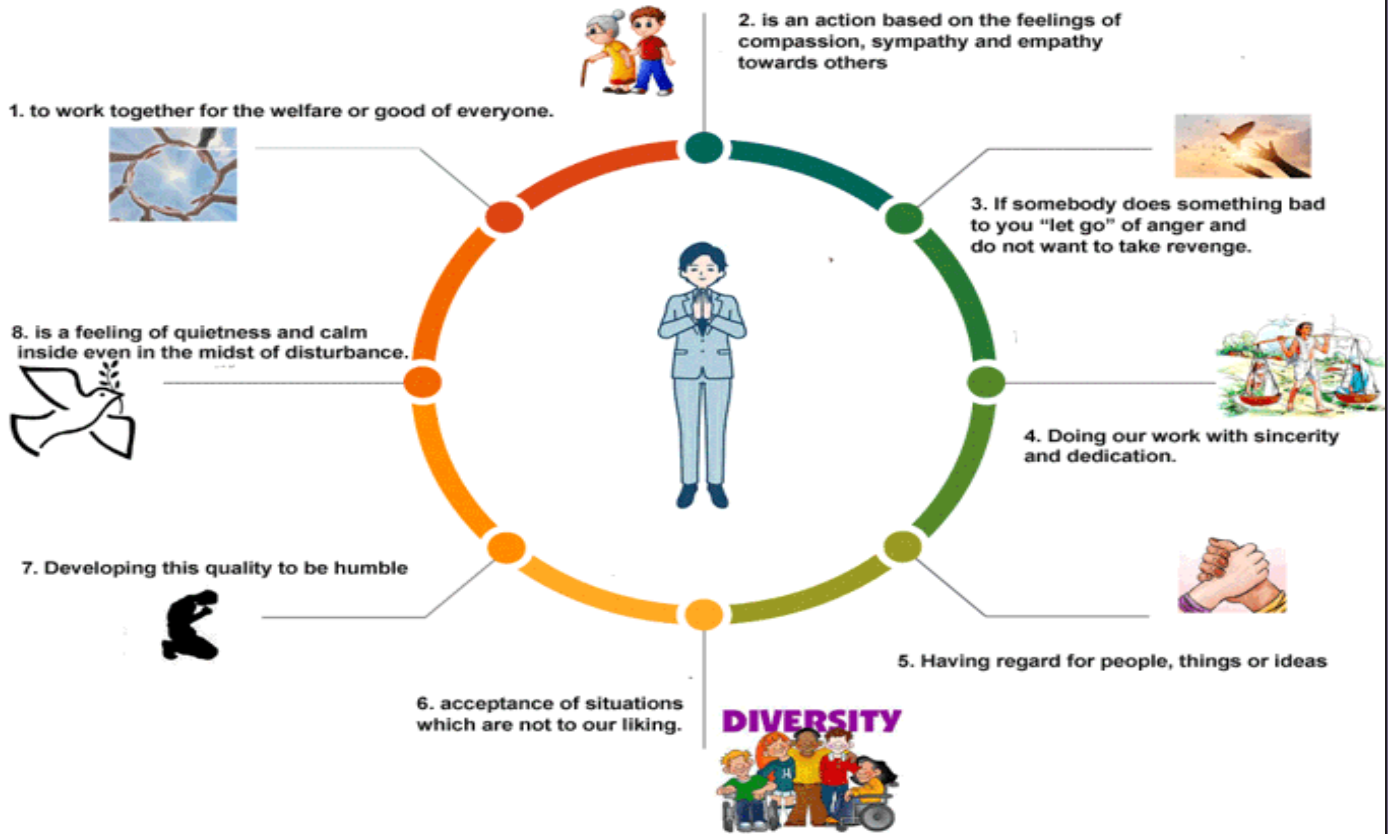 1. to work together for the welfare or good of everyone.
2. is an action based on the feelings of
compassion, sympathy and empathy
towards others
3. If somebody does something bad
to you “let go” of anger and
do not want to take revenge.
4. Doing our work with sincerity
and dedication.
5. Having regard for people, things or ideas
6. acceptance of situations
which are not to our liking.
DIVERSITY
7. Developing this quality to be humble
8. is a feeling of quietness and calm
inside even in the midst of disturbance.